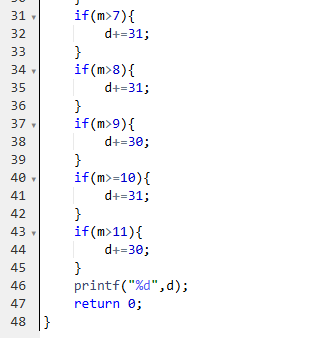 31 if(m>7){
32 d+=31;
33 }
34 if(m>8){
35 d+=31;
36 }
37 if(m>9){
38 d+=30;
39 }
40 if(m>=10){
41 d+=31;
42 }
43 if(m>11){
44 d+=30;
45 }
46 printf("%d",d);
47 return 0;
48 }